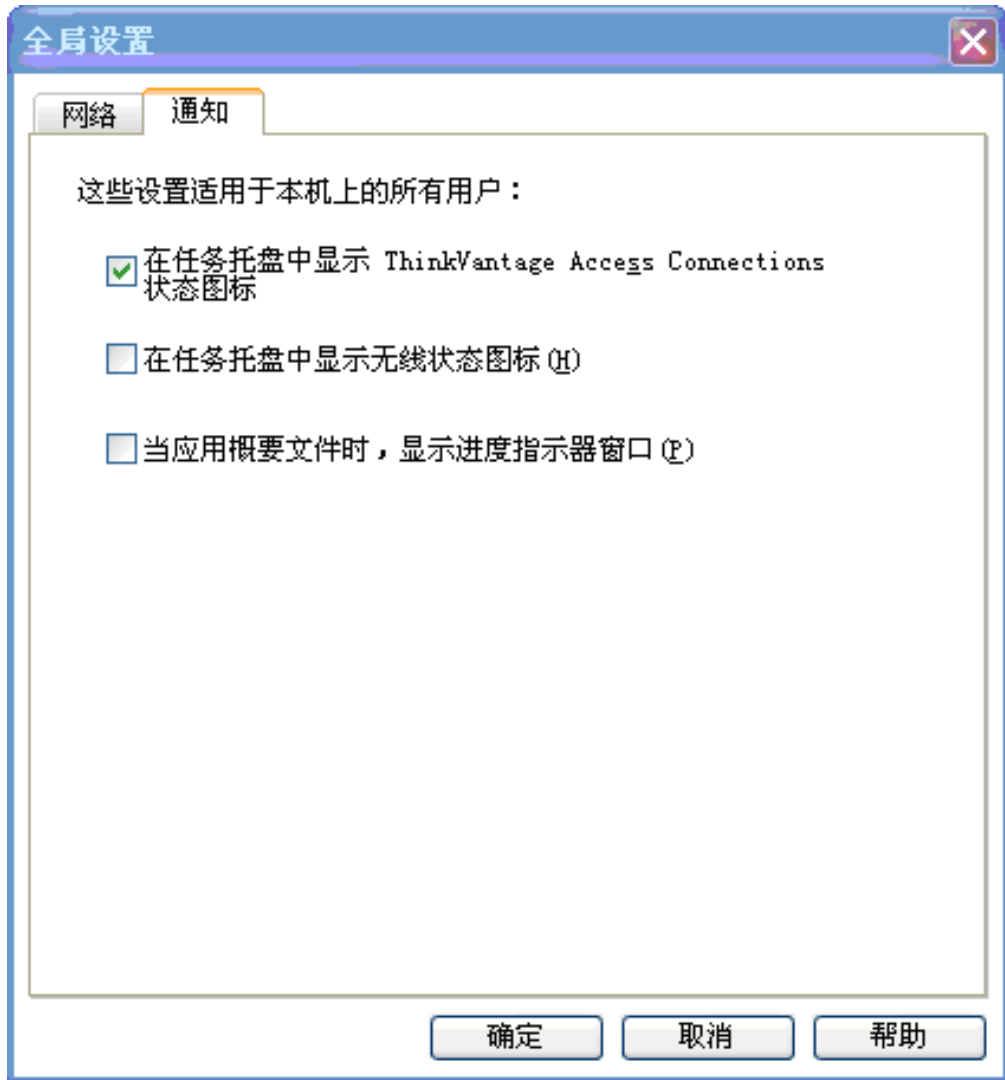 全局设置
网络 通知
这些设置适用于本机上的所有用户：
在任务托盘中显示 ThinkVantage Access Connections
状态图标
在任务托盘中显示无线状态图标(H)
当应用概要文件时，显示进度指示器窗口(P)
确定 取消 帮助